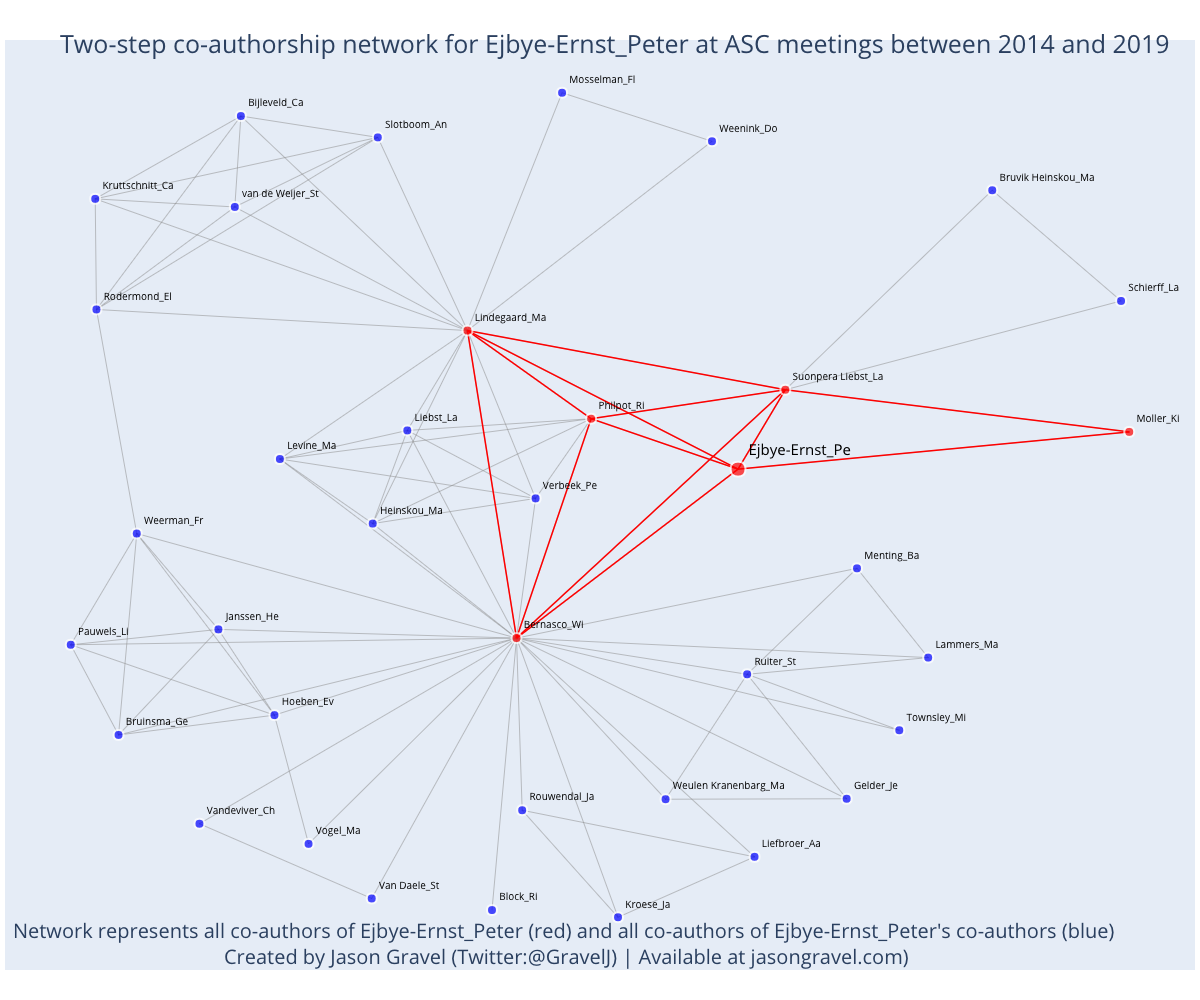 Two-step co-authorship network for Ejbye-Ernst_Peter at ASC meetings between 2014 and 2019
Mosselman_Fl
Bijleveld_Ca
Slotboom_An
Weenink_Do
Kruttschnitt_Ca
van de Weijer_St
Bruvik Heinskou_Ma
Rodermond_El
Schierff_La
Lindegaard_Ma
Suonpera Liebst_La
Philpot_Ri
Liebst_La
Moller_Ki
Levine_Ma
Ejbye-Ernst_Pe
Verbeek_Pe
Heinskou_Ma
Weerman_Fr
Menting_Ba
Janssen_He
Bernasco_Wi
Pauwels_Li
Lammers_Ma
Ruiter_St
Hoeben_Ev
Bruinsma_Ge
Townsley_Mi
Weulen Kranenbarg_Ma
Gelder_Je
Rouwendal_Ja
Vandeviver_Ch
Vogel_Ma
Liefbroer_Aa
Van Daele_St
Block_Ri
Kroese_Ja
Network represents all co-authors of Ejbye-Ernst_Peter (red) and all co-authors of Ejbye-Ernst_Peter's co-authors (blue)
Created by Jason Gravel (Twitter:@GravelJ) | Available at jasongravel.com)